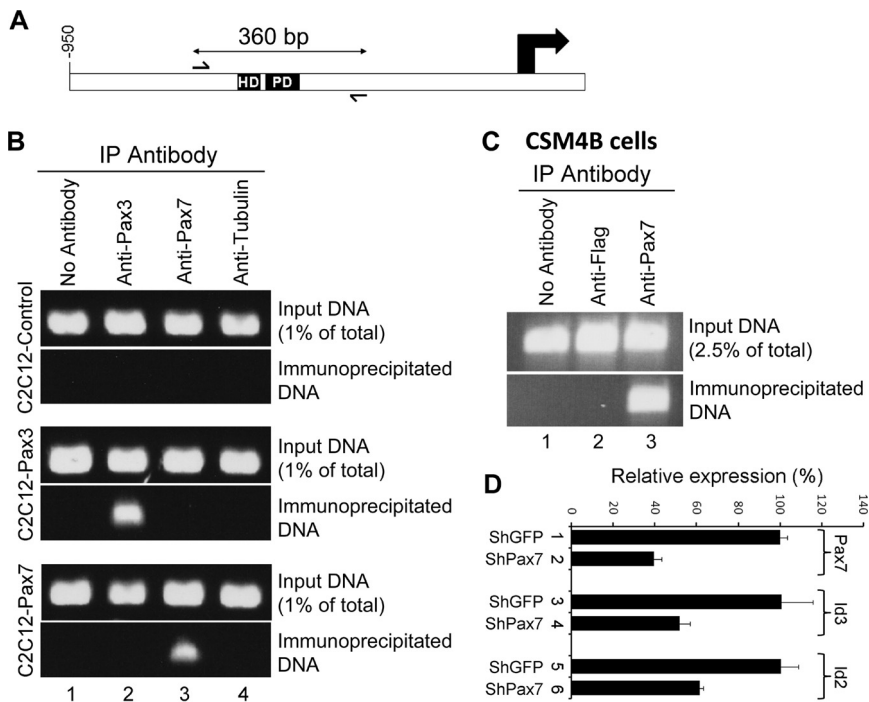 A
-950
360 bp
HD PD
B
IP Antibody
No Antibody
Anti-Pax3
Anti-Pax7
Anti-Tubulin
C2C12-Control
Input DNA
(1% of total)
Immunoprecipitated
DNA
C2C12-Pax3
Input DNA
(1% of total)
Immunoprecipitated
DNA
C2C12-Pax7
Input DNA
(1% of total)
Immunoprecipitated
DNA
1 2 3 4
C CSM4B cells
IP Antibody
No Antibody
Anti-Flag
Anti-Pax7
Input DNA
(2.5% of total)
Immunoprecipitated
DNA
1 2 3
D
Relative expression (%)
0 20 40 60 80 100 120 140
ShGFP 1
ShPax7 2
Pax7
ShGFP 3
ShPax7 4
Id3
ShGFP 5
ShPax7 6
Id2